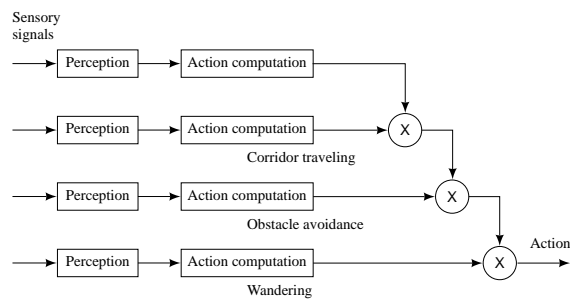 Sensory
signals
Perception
Action computation
Perception
Action computation
X
Corridor traveling
Perception
Action computation
X
Obstacle avoidance
Action
Perception
Action computation
X
Wandering